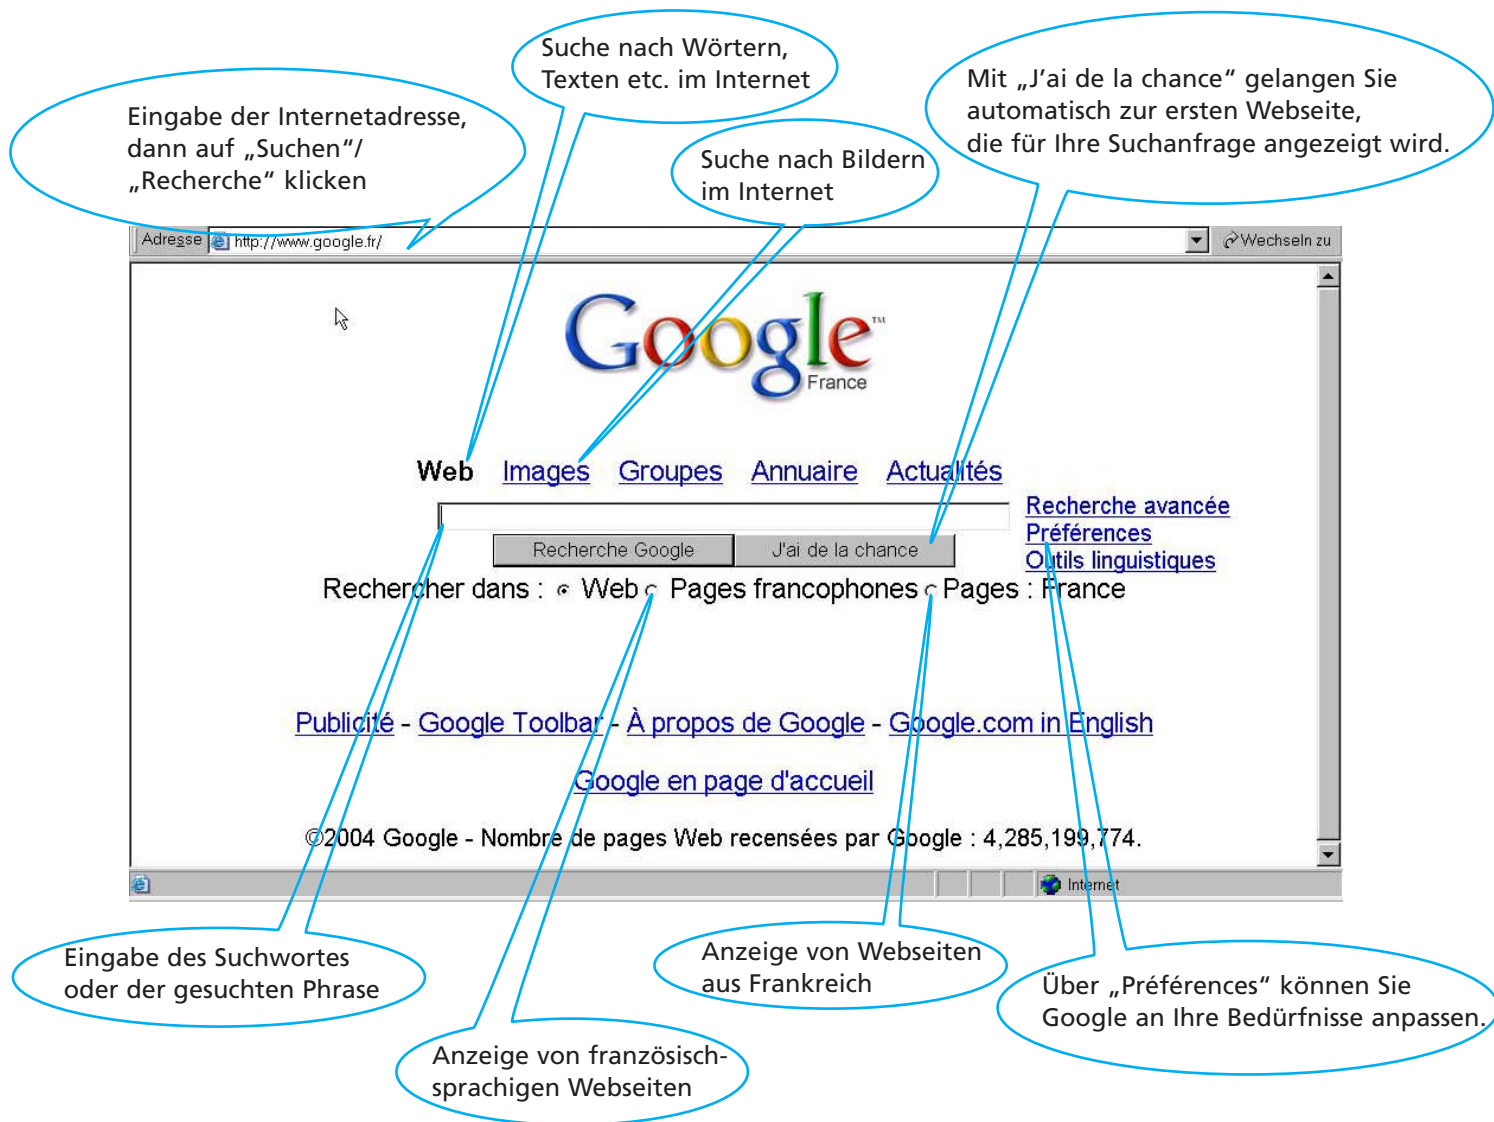 Suche nach Wörtern,
Texten etc. im Internet
Mit „J’ai de la chance“ gelangen Sie
automatisch zur ersten Webseite,
die für Ihre Suchanfrage angezeigt wird.
Eingabe der Internetadresse,
dann auf „Suchen“/
„Recherche“ klicken
Suche nach Bildern
im Internet
Adresse http://www.google.fr/ Wechseln zu
Google™
France
Web Images Groupes Annuaire Actualités
Recherche avancée
Préférences
Outils linguistiques
Recherche Google J'ai de la chance
Rechercher dans : Web Pages francophones Pages : France
Publicité - Google Toolbar - À propos de Google - Google.com in English
Google en page d'accueil
©2004 Google - Nombre de pages Web recensées par Google : 4,285,199,774.
Internet
Eingabe des Suchwortes
oder der gesuchten Phrase
Anzeige von Webseiten
aus Frankreich
Über „Préférences“ können Sie
Google an Ihre Bedürfnisse anpassen.
Anzeige von französisch-
sprachigen Webseiten